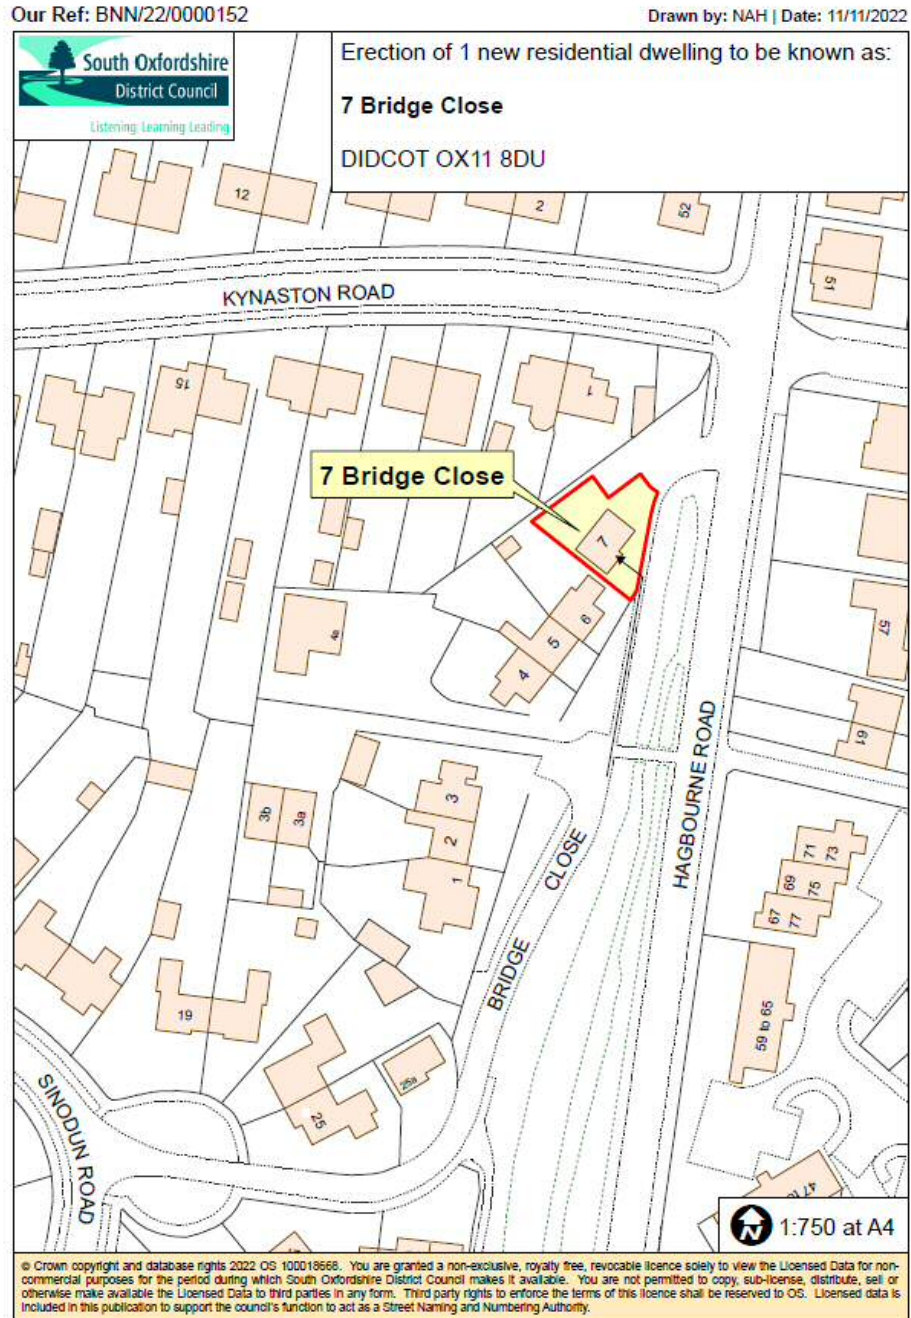 Our Ref: BNN/22/0000152
Drawn by: NAH | Date: 11/11/2022
South Oxfordshire
District Council
Listening Learning Leading
Erection of 1 new residential dwelling to be known as:
7 Bridge Close
DIDCOT OX11 8DU
12
2
52
51
KYNASTON ROAD
15
1
7 Bridge Close
7
57
4a
6
5
4
61
HAGBOURNE ROAD
3b
3a
3
2
1
CLOSE
BRIDGE
71
73
69
75
67
77
59 to 65
19
25
25a
SINODUN ROAD
N
1:750 at A4
© Crown copyright and database rights 2022 OS 100018668. You are granted a non-exclusive, royalty free, revocable licence solely to view the Licensed Data for non-
commercial purposes for the period during which South Oxfordshire District Council makes it available. You are not permitted to copy, sub-license, distribute, sell or
otherwise make available the Licensed Data to third parties in any form. Third party rights to enforce the terms of this licence shall be reserved to OS. Licensed data is
included in this publication to support the council's function to act as a Street Naming and Numbering Authority.